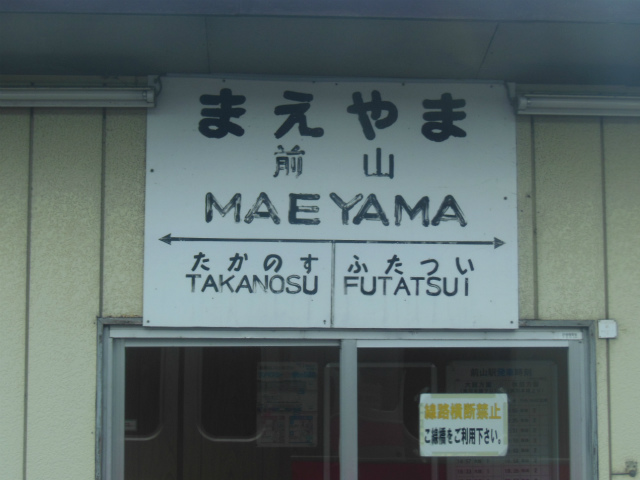 まえやま
前山
MAEYAMA
たかのす ふたつい
TAKANOSU FUTATSUI
線路横断禁止
こ線橋をご利用下さい。